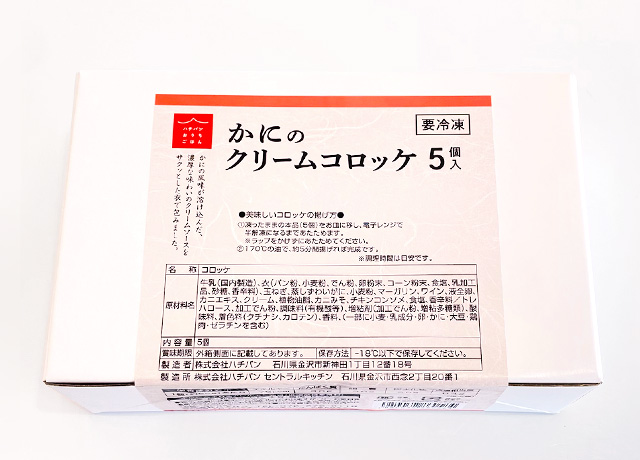 ハチバン
おうち
ごはん
かにの
クリームコロッケ 5個入
要冷凍
かにの風味が溶け込んだ、
濃厚な味わいのクリームソースを
サクッとした衣で包みました。
●美味しいコロッケの揚げ方●
①凍ったままの本品(5個)をお皿に移し、電子レンジで
半解凍になるまであたためます。
※ラップをかけずにあたためてください。
②170℃の油で、約5分間揚げれば完成です。
※調理時間は目安です。
名 称 コロッケ
原材料名
牛乳(国内製造)、衣(パン粉、小麦粉、でん粉、卵粉末、コーン粉末、食塩、乳加工
品、砂糖、香辛料)、玉ねぎ、蒸しずわいがに、小麦粉、マーガリン、ワイン、液全卵、
カニエキス、クリーム、植物油脂、カニみそ、チキンコンソメ、食塩、香辛料/トレ
ハロース、加工でん粉、調味料(有機酸等)、増粘剤(加工でん粉、増粘多糖類)、酸
味料、着色料(クチナシ、カロテン)、香料、(一部に小麦・乳成分・卵・かに・大豆・鶏
肉・ゼラチンを含む)
内 容 量 5個
賞味期限 外箱側面に記載してあります。 保存方法 -18℃以下で保存してください。
製 造 者 株式会社ハチバン 石川県金沢市新神田1丁目12番18号
製 造 所 株式会社ハチバン セントラルキッチン 石川県金沢市西念2丁目20番1